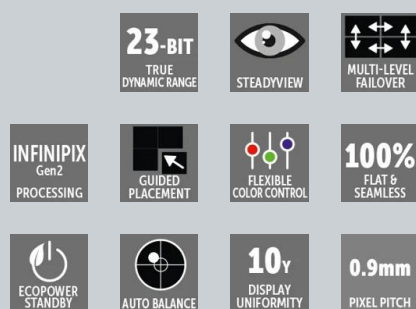 23-BIT
TRUE
DYNAMIC RANGE
STEADYVIEW
MULTI-LEVEL
FAILOVER
INFINIPIX
Gen2
PROCESSING
GUIDED
PLACEMENT
FLEXIBLE
COLOR CONTROL
100%
FLAT &
SEAMLESS
ECOPOWER
STANDBY
AUTO BALANCE
10Y
DISPLAY
UNIFORMITY
0.9mm
PIXEL PITCH